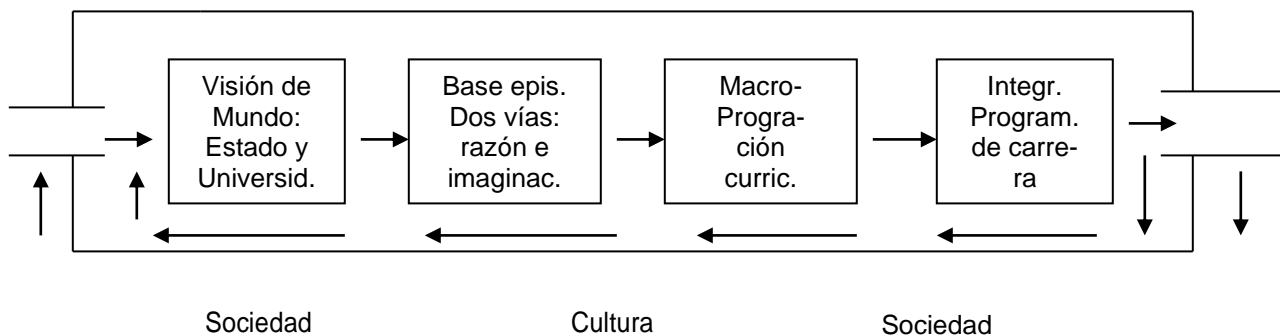 Visión de
Mundo:
Estado y
Universid.
Base epis.
Dos vías:
razón e
imaginac.
Macro-
Progra-
ción
curric.
Integr.
Program.
de carre-
ra
Sociedad
Cultura
Sociedad